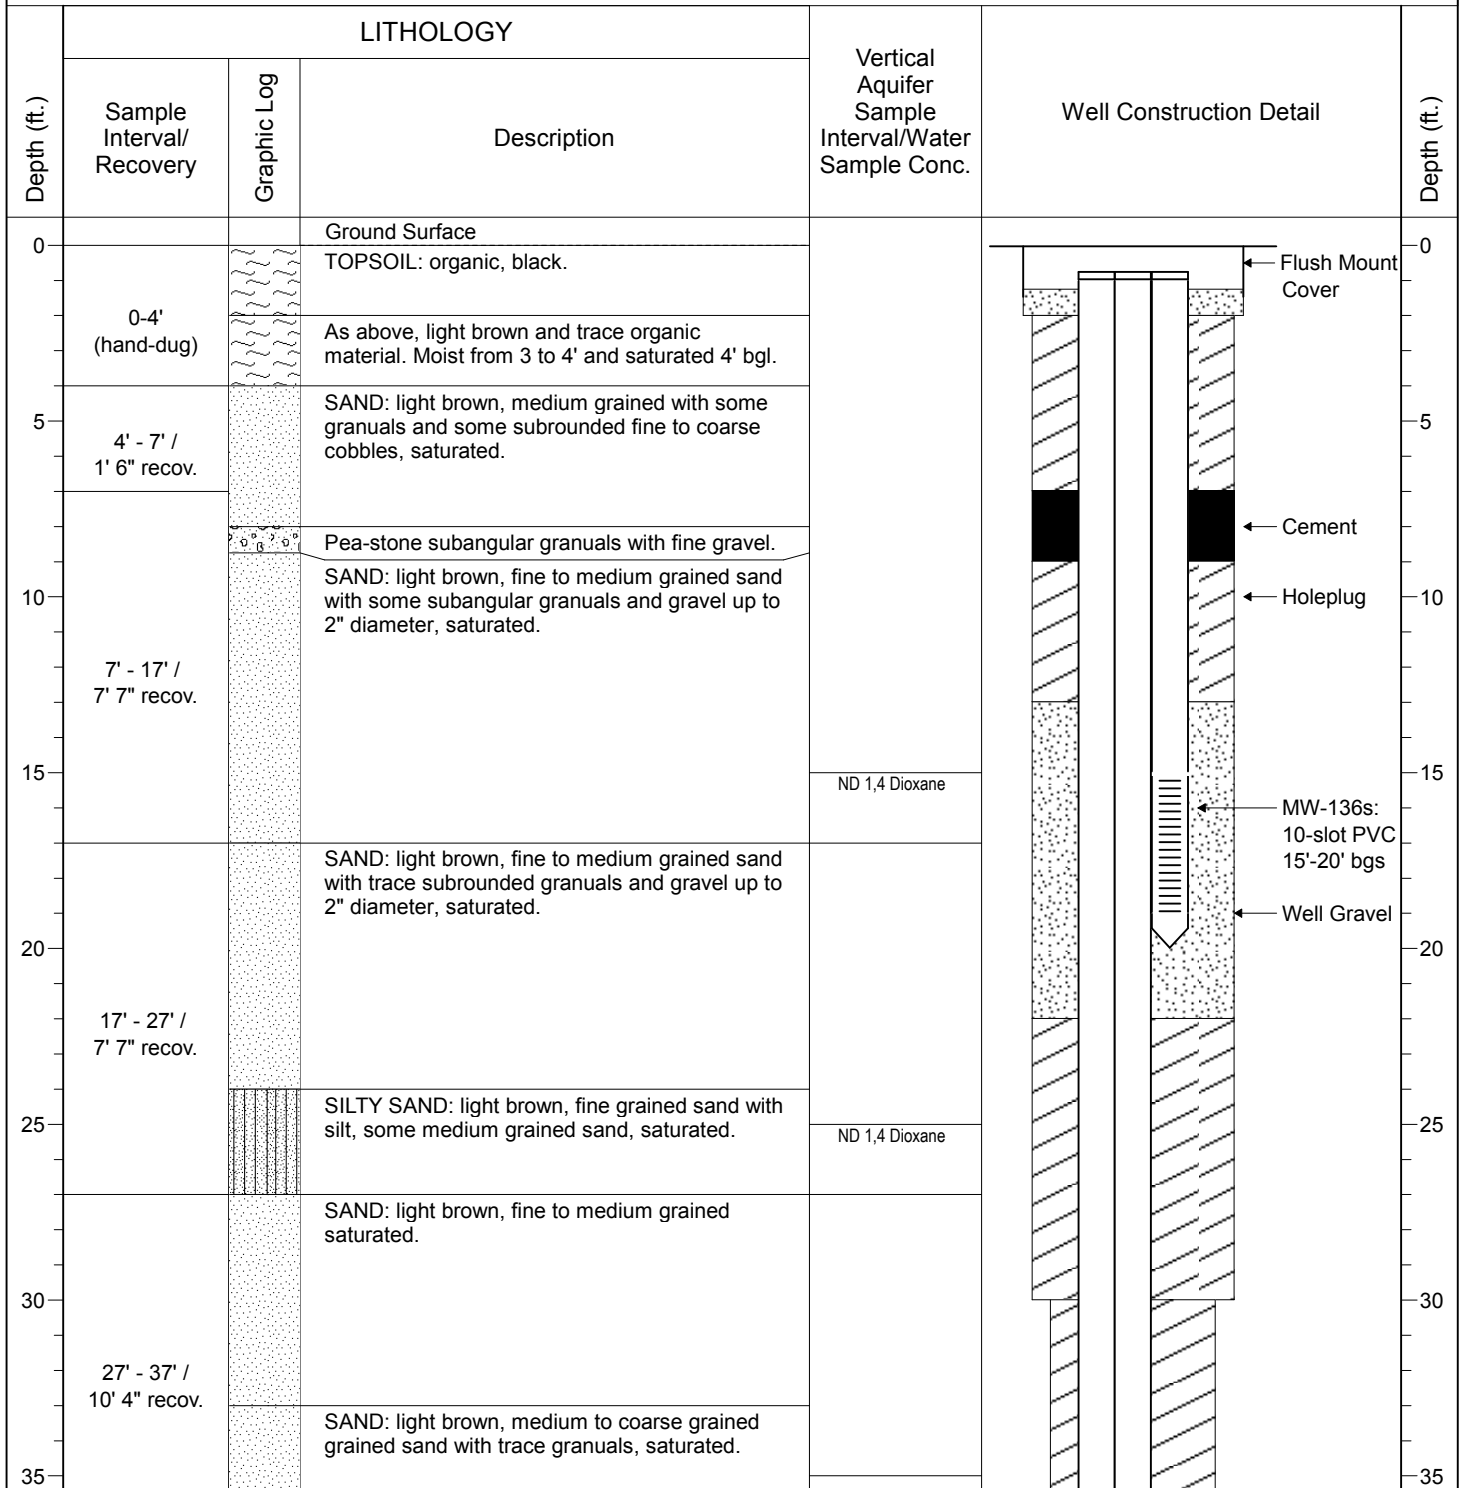 LITHOLOGY
Depth (ft.)
Sample
Interval/
Recovery
Graphic Log
Description
Vertical
Aquifer
Sample
Interval/Water
Sample Conc.
Well Construction Detail
Depth (ft.)
Ground Surface
0
TOPSOIL: organic, black.
0-4'
(hand-dug)
As above, light brown and trace organic
material. Moist from 3 to 4' and saturated 4' bgl.
SAND: light brown, medium grained with some
granuals and some subrounded fine to coarse
cobbles, saturated.
5
4' - 7' /
1' 6" recov.
Pea-stone subangular granuals with fine gravel.
SAND: light brown, fine to medium grained sand
with some subangular granuals and gravel up to
2" diameter, saturated.
10
7' - 17' /
7' 7" recov.
15
ND 1,4 Dioxane
SAND: light brown, fine to medium grained sand
with trace subrounded granuals and gravel up to
2" diameter, saturated.
20
17' - 27' /
7' 7" recov.
SILTY SAND: light brown, fine grained sand with
silt, some medium grained sand, saturated.
25
ND 1,4 Dioxane
SAND: light brown, fine to medium grained
saturated.
30
27' - 37' /
10' 4" recov.
SAND: light brown, medium to coarse grained
grained sand with trace granuals, saturated.
35
0
Flush Mount
Cover
5
Cement
Holeplug
10
15
MW-136s:
10-slot PVC
15'-20' bgs
Well Gravel
20
25
30
35